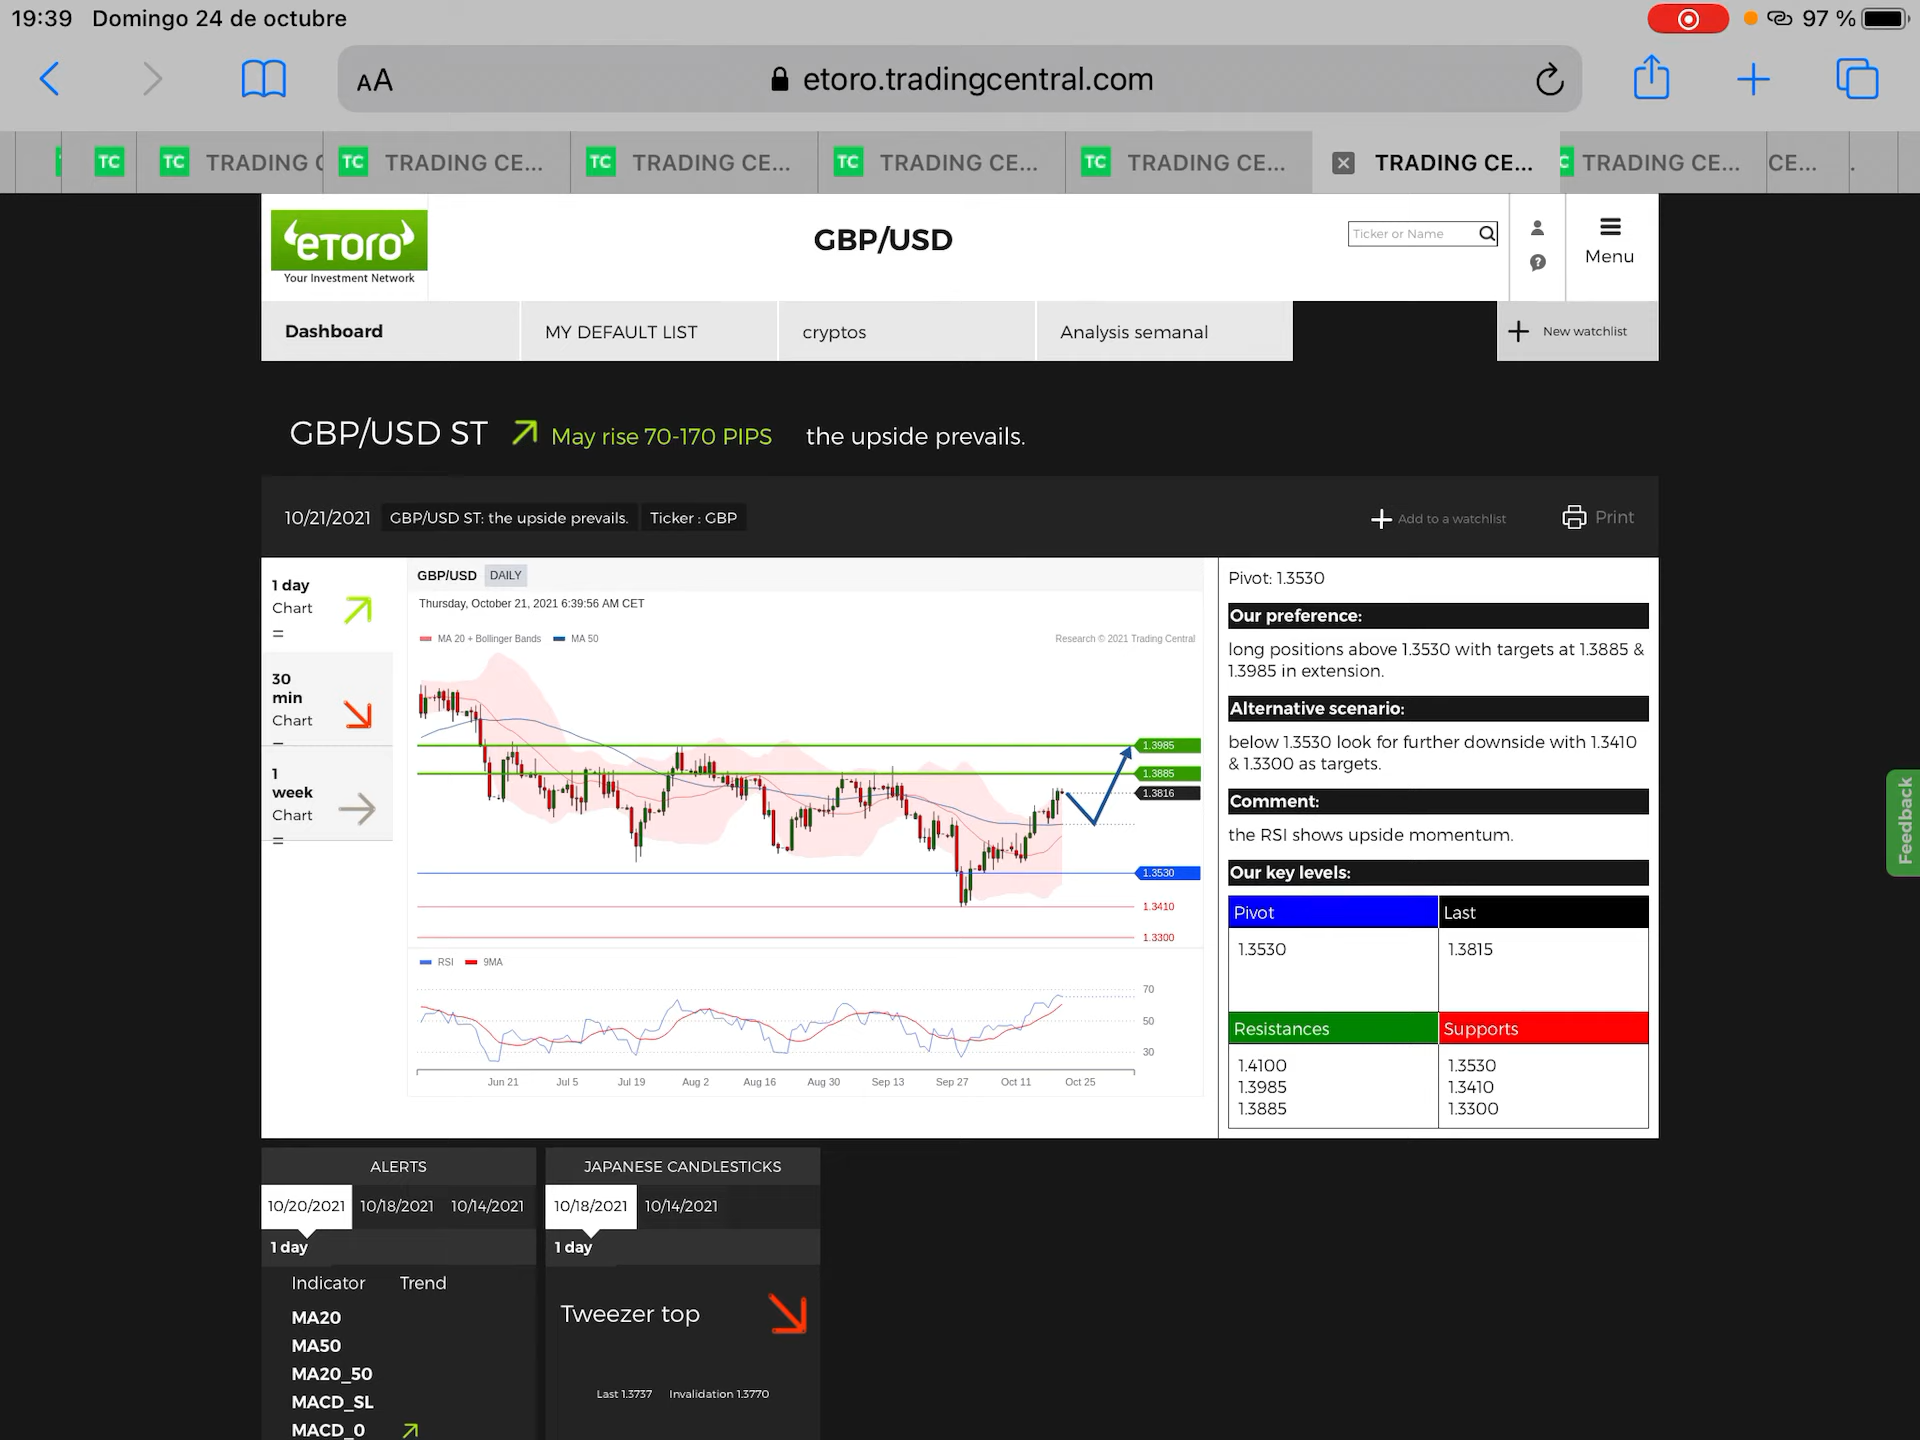 19:39 Domingo 24 de octubre
97 %
AA etoro.tradingcentral.com
TC
TC TRADING
TC TRADING CE...
TC TRADING CE...
TC TRADING CE...
TC TRADING CE...
TRADING CE...
TRADING CE...
CE...
.
eToro
Your Investment Network
GBP/USD
Ticker or Name
Menu
Dashboard
MY DEFAULT LIST
cryptos
Analysis semanal
New watchlist
GBP/USD ST May rise 70-170 PIPS the upside prevails.
10/21/2021 GBP/USD ST: the upside prevails. Ticker : GBP
Add to a watchlist
Print
1 day
Chart
=
30
min
Chart
1
week
Chart
=
GBP/USD DAILY
Thursday, October 21, 2021 6:39:56 AM CET
MA 20 + Bollinger Bands MA 50
Research © 2021 Trading Central
1.3985
1.3885
1.3816
1.3530
1.3410
1.3300
RSI 9MA
70
50
30
Jun 21 Jul 5 Jul 19 Aug 2 Aug 16 Aug 30 Sep 13 Sep 27 Oct 11 Oct 25
Pivot: 1.3530
Our preference:
long positions above 1.3530 with targets at 1.3885 &
1.3985 in extension.
Alternative scenario:
below 1.3530 look for further downside with 1.3410
& 1.3300 as targets.
Comment:
the RSI shows upside momentum.
Our key levels:
Pivot Last
1.3530 1.3815
Resistances Supports
1.4100 1.3530
1.3985 1.3410
1.3885 1.3300
Feedback
ALERTS
10/20/2021 10/18/2021 10/14/2021
1 day
Indicator Trend
MA20
MA50
MA20_50
MACD_SL
MACD_0
JAPANESE CANDLESTICKS
10/18/2021 10/14/2021
1 day
Tweezer top
Last 1.3737 Invalidation 1.3770